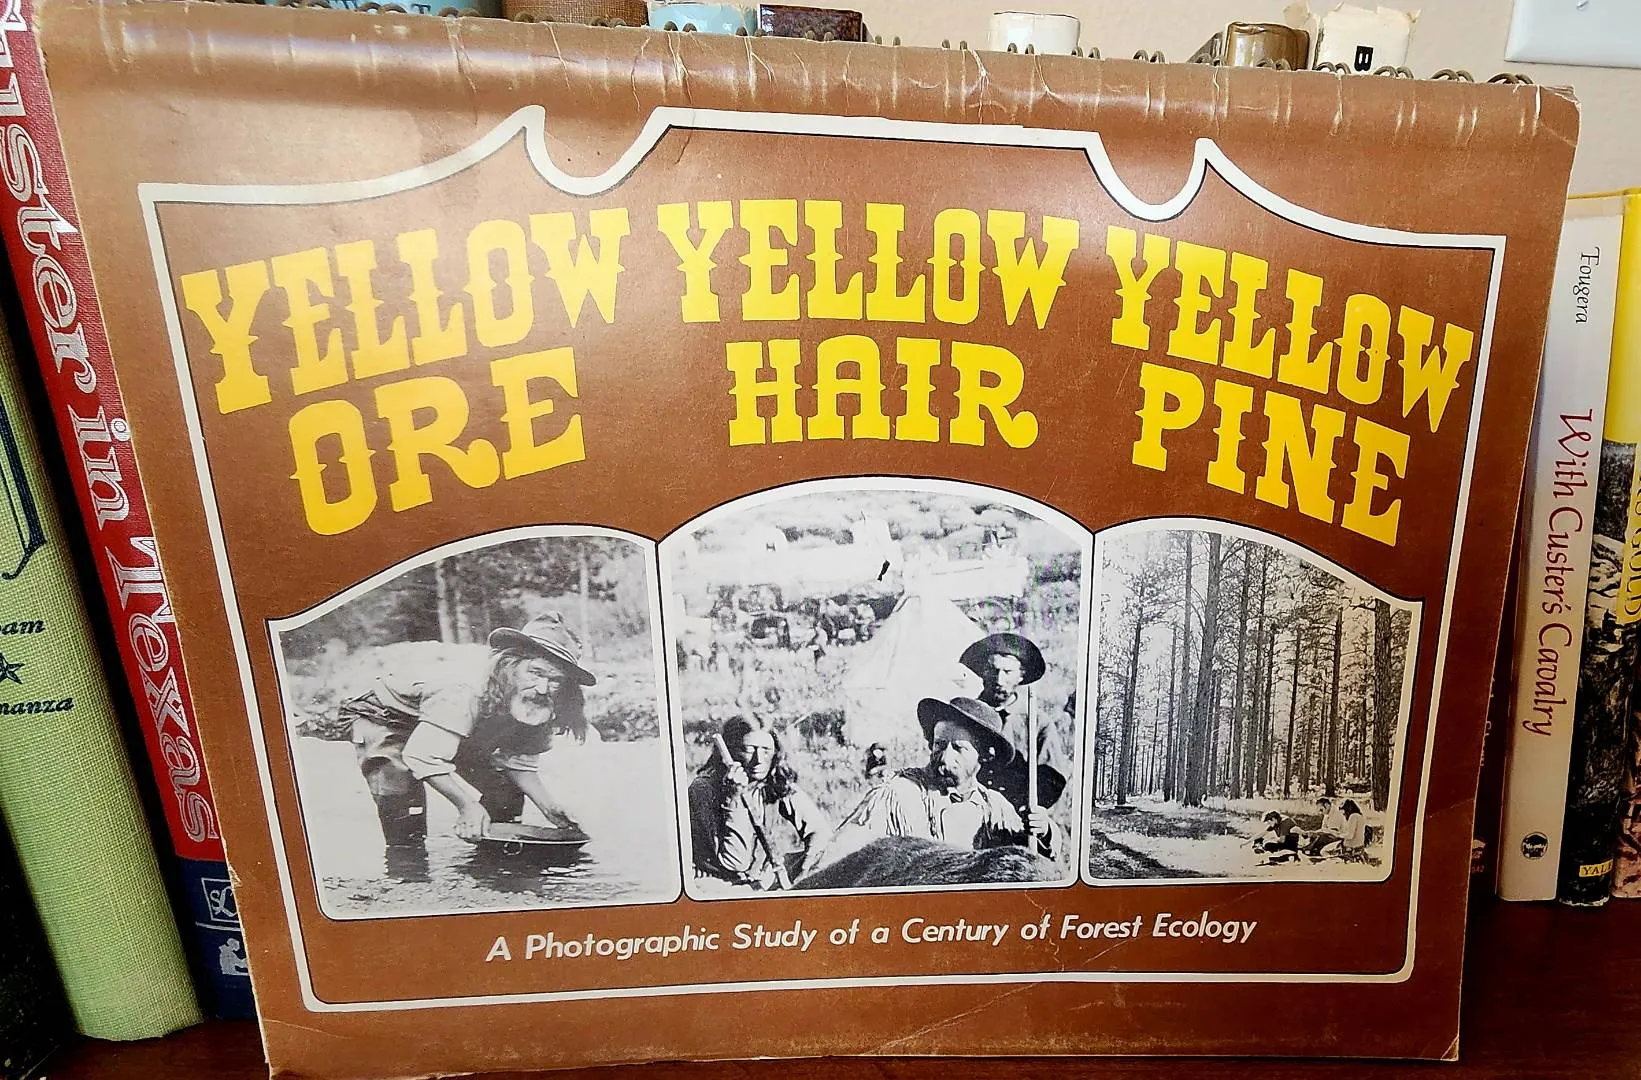 YELLOW YELLOW YELLOW
ORE HAIR PINE
A Photographic Study of a Century of Forest Ecology
Custer in Texas
Fougera
With Custer's Cavalry
B